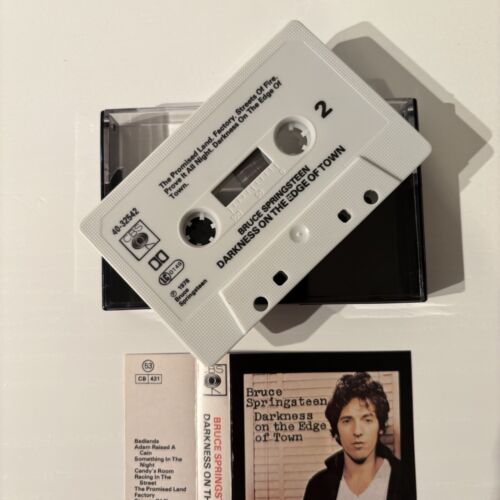 The Promised Land. Factory. Streets Of Fire.
Prove It All Night. Darkness On The Edge Of
Town.
2
BRUCE SPRINGSTEEN
DARKNESS ON THE EDGE OF TOWN
40-32542
CBS
℗ 1978
Bruce
Springsteen
53
CB 431
Badlands
Adam Raised A
Cain
Something In The
Night
Candy's Room
Racing In The
Street
The Promised Land
Factory
CBS
BRUCE SPRINGS
DARKNESS ON TH
Bruce
Springsteen
Darkness
on the Edge
of Town